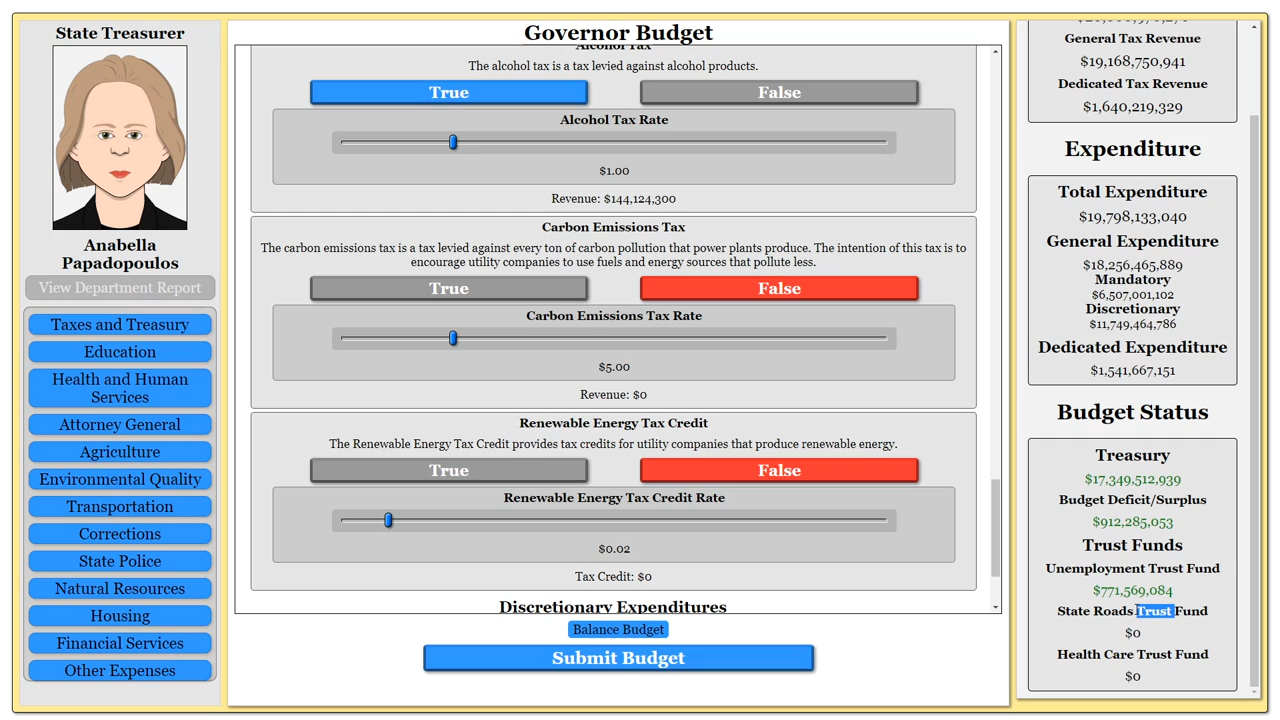 State Treasurer
Anabella
Papadopoulos
View Department Report
Taxes and Treasury
Education
Health and Human
Services
Attorney General
Agriculture
Environmental Quality
Transportation
Corrections
State Police
Natural Resources
Housing
Financial Services
Other Expenses
Governor Budget
Alcohol Tax
The alcohol tax is a tax levied against alcohol products.
True
False
Alcohol Tax Rate
$1.00
Revenue: $144,124,300
Carbon Emissions Tax
The carbon emissions tax is a tax levied against every ton of carbon pollution that power plants produce. The intention of this tax is to
encourage utility companies to use fuels and energy sources that pollute less.
True
False
Carbon Emissions Tax Rate
$5.00
Revenue: $0
Renewable Energy Tax Credit
The Renewable Energy Tax Credit provides tax credits for utility companies that produce renewable energy.
True
False
Renewable Energy Tax Credit Rate
$0.02
Tax Credit: $0
Discretionary Expenditures
Balance Budget
Submit Budget
General Tax Revenue
$19,168,750,941
Dedicated Tax Revenue
$1,640,219,329
Expenditure
Total Expenditure
$19,798,133,040
General Expenditure
$18,256,465,889
Mandatory
$6,507,001,102
Discretionary
$11,749,464,786
Dedicated Expenditure
$1,541,667,151
Budget Status
Treasury
$17,349,512,939
Budget Deficit/Surplus
$912,285,053
Trust Funds
Unemployment Trust Fund
$771,569,084
State Roads Trust Fund
$0
Health Care Trust Fund
$0